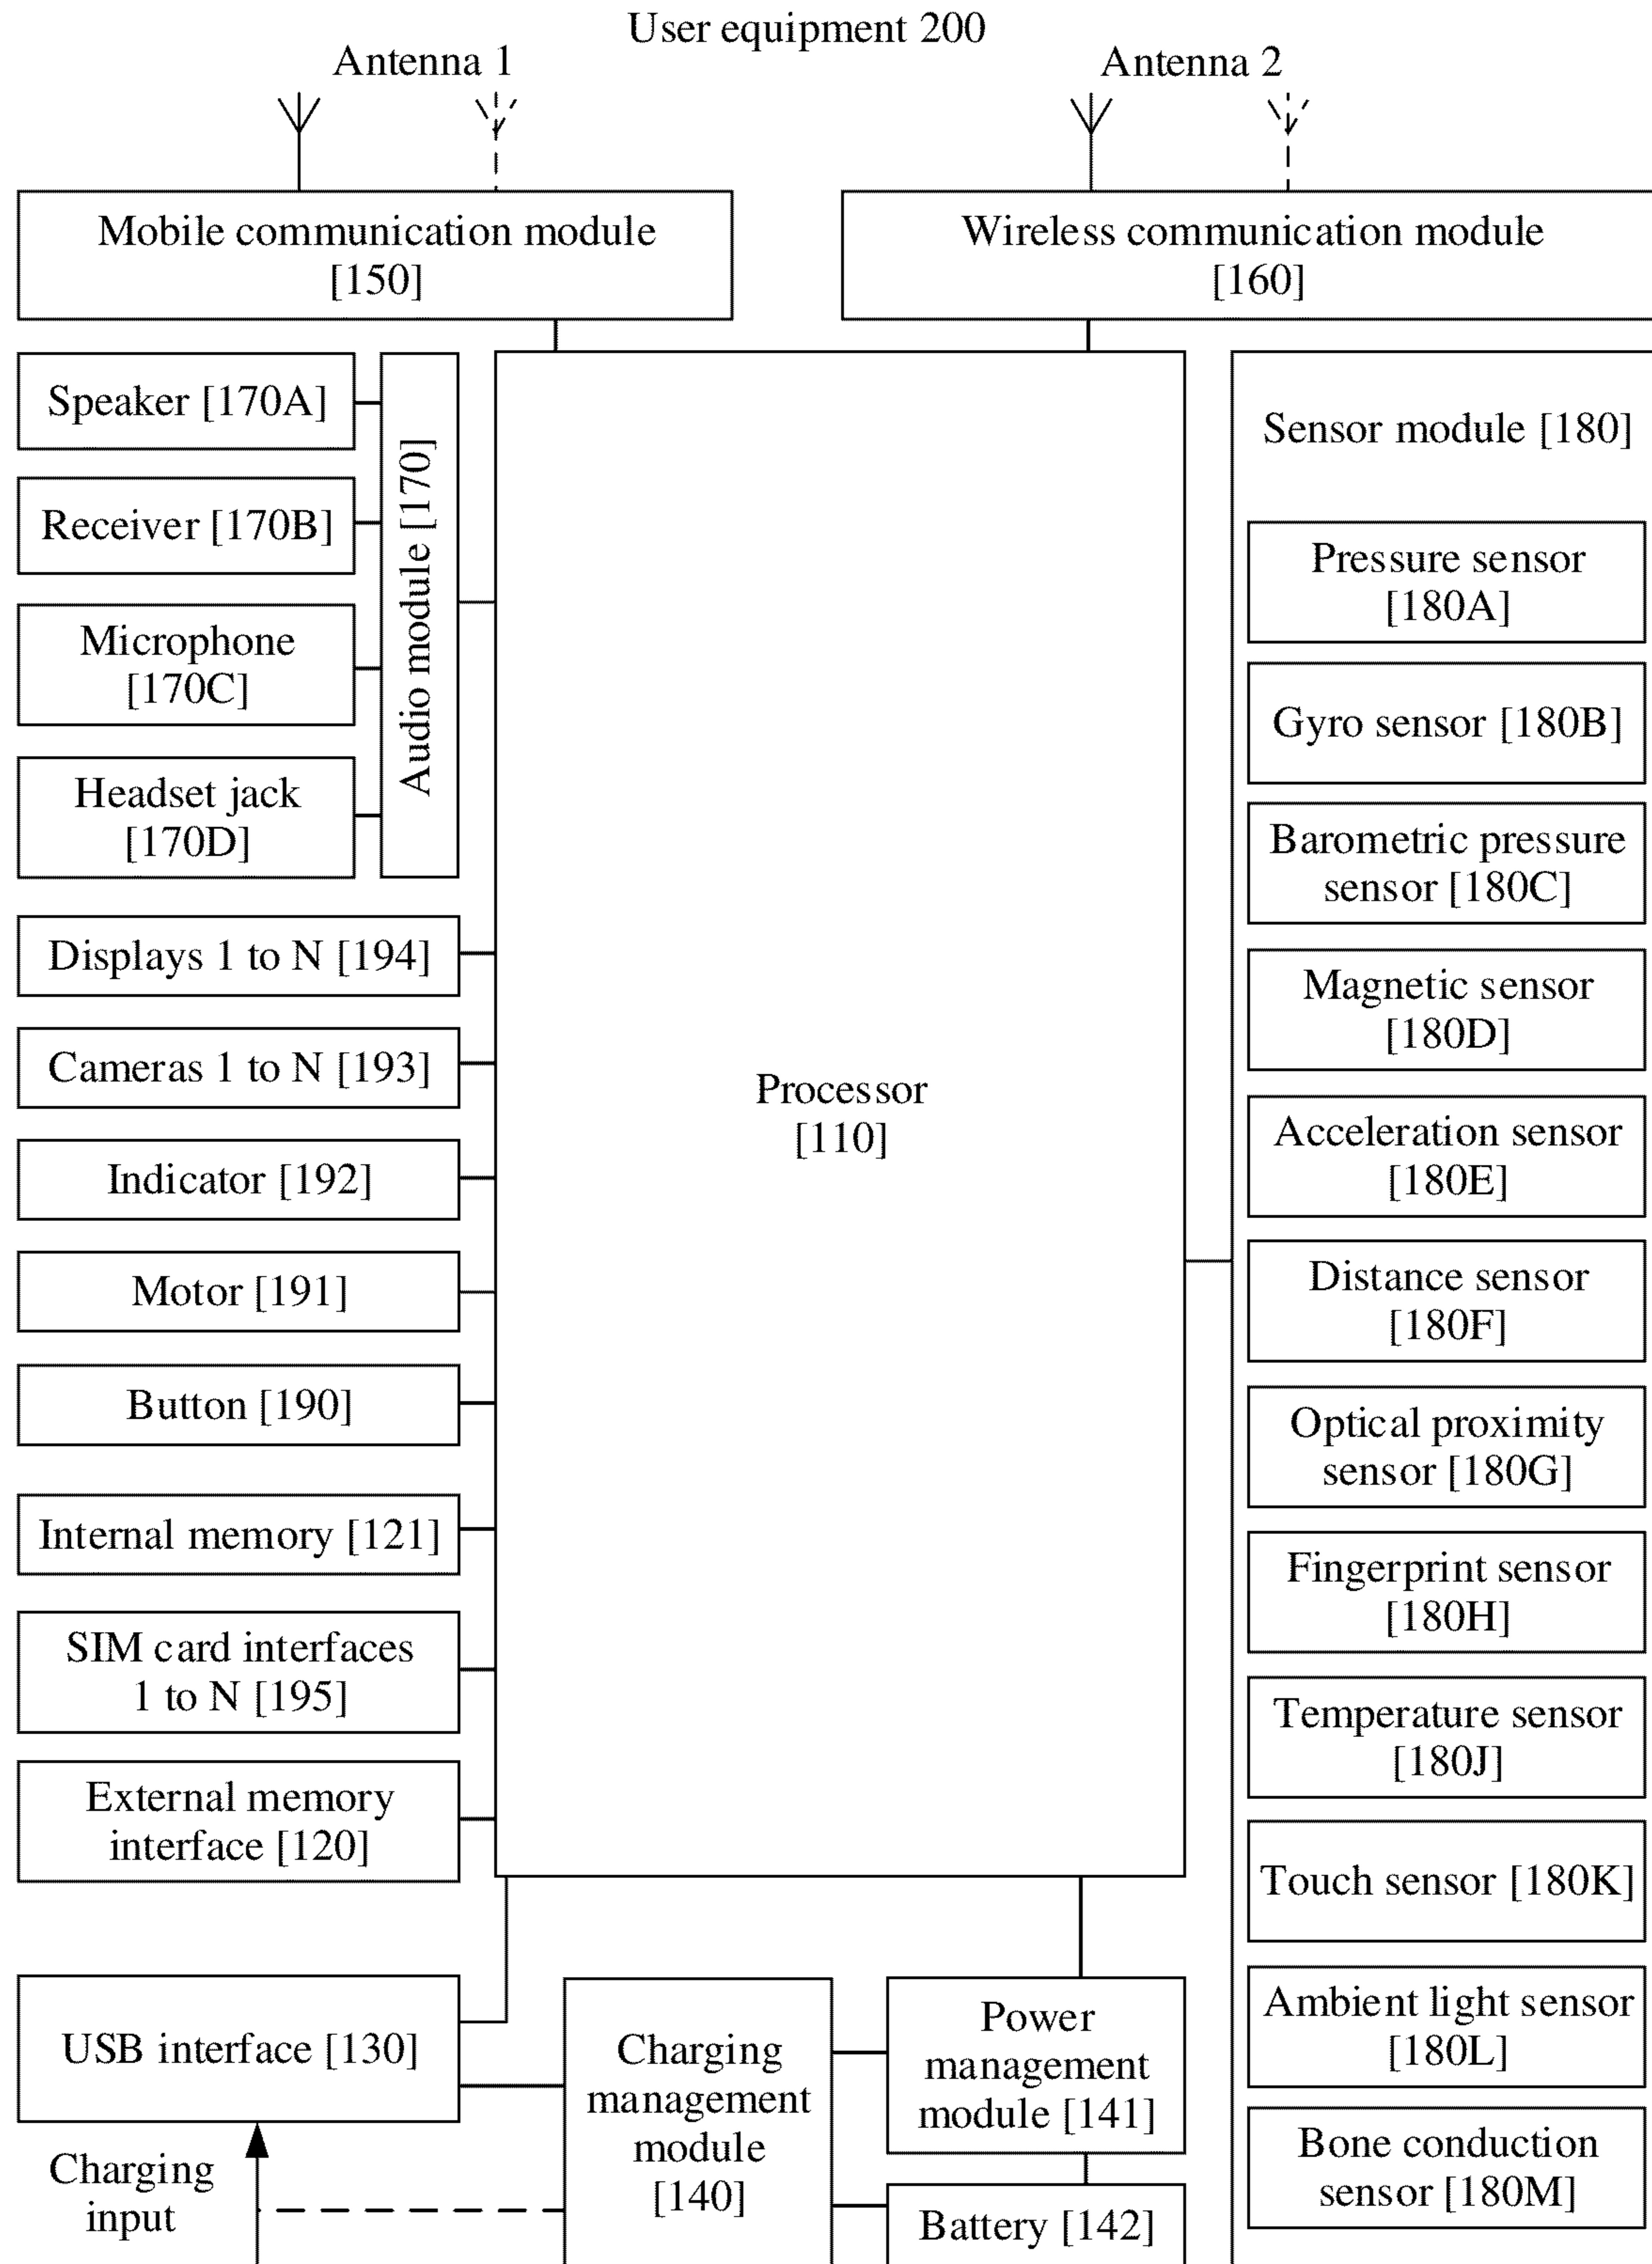 User equipment 200
Antenna 1
Antenna 2
Mobile communication module
[150]
Wireless communication module
[160]
Speaker [170A]
Receiver [170B]
Microphone
[170C]
Headset jack
[170D]
Audio module [170]
Displays 1 to N [194]
Cameras 1 to N [193]
Indicator [192]
Motor [191]
Button [190]
Internal memory [121]
SIM card interfaces
1 to N [195]
External memory
interface [120]
Processor
[110]
Sensor module [180]
Pressure sensor
[180A]
Gyro sensor [180B]
Barometric pressure
sensor [180C]
Magnetic sensor
[180D]
Acceleration sensor
[180E]
Distance sensor
[180F]
Optical proximity
sensor [180G]
Fingerprint sensor
[180H]
Temperature sensor
[180J]
Touch sensor [180K]
Ambient light sensor
[180L]
Bone conduction
sensor [180M]
USB interface [130]
Charging
input
Charging
management
module
[140]
Power
management
module [141]
Battery [142]